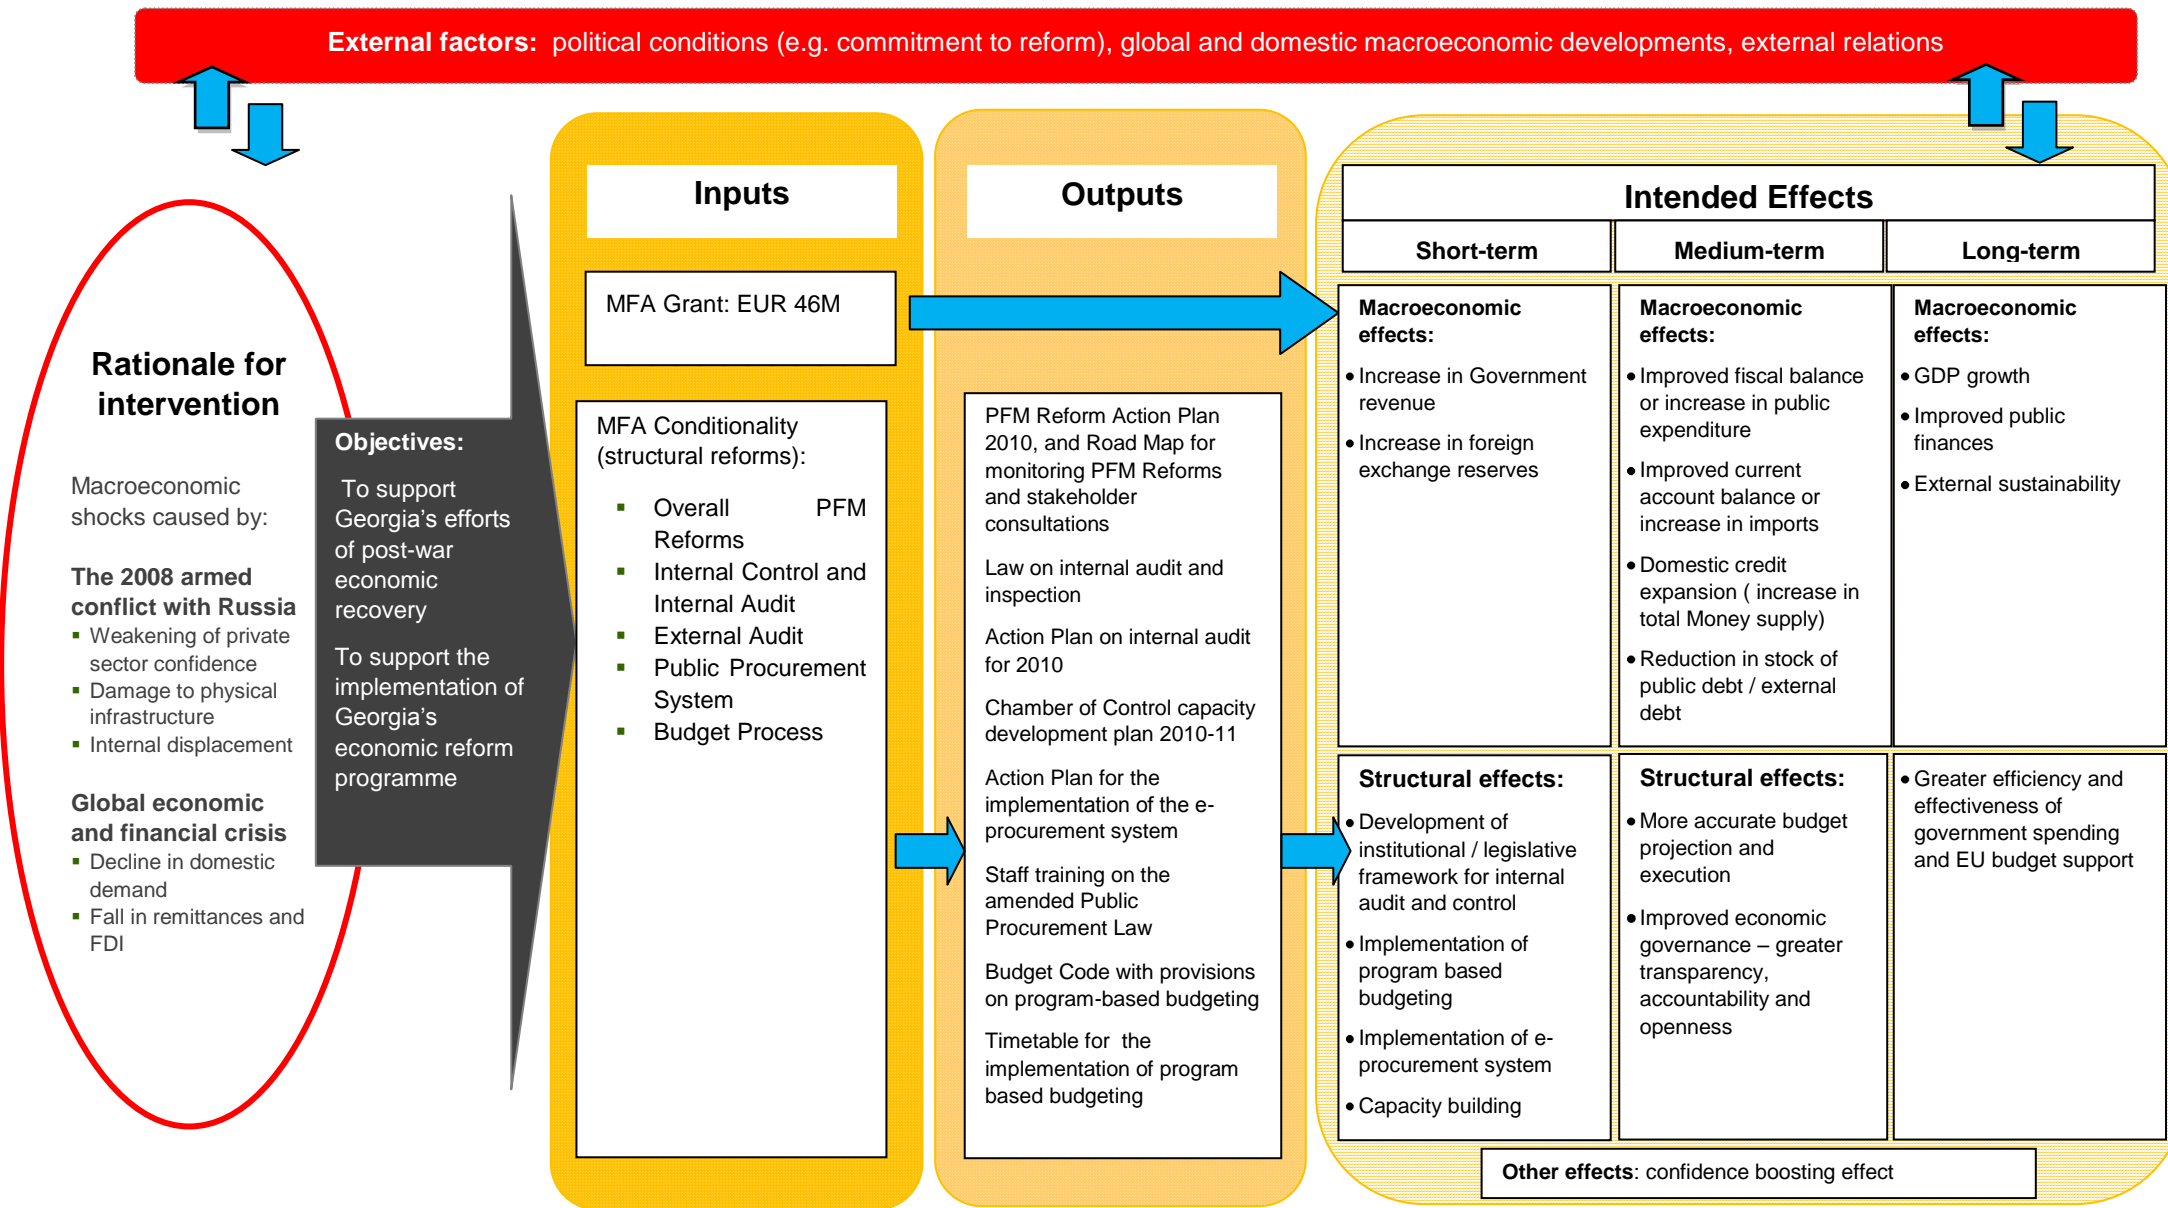 External factors: political conditions (e.g. commitment to reform), global and domestic macroeconomic developments, external relations
Rationale for
intervention
Macroeconomic
shocks caused by:
The 2008 armed
conflict with Russia
▪ Weakening of private
sector confidence
▪ Damage to physical
infrastructure
▪ Internal displacement
Global economic
and financial crisis
▪ Decline in domestic
demand
▪ Fall in remittances and
FDI
Objectives:
To support
Georgia’s efforts
of post-war
economic
recovery
To support the
implementation of
Georgia’s
economic reform
programme
Inputs
MFA Grant: EUR 46M
MFA Conditionality
(structural reforms):
▪ Overall PFM
Reforms
▪ Internal Control and
Internal Audit
▪ External Audit
▪ Public Procurement
System
▪ Budget Process
Outputs
PFM Reform Action Plan
2010, and Road Map for
monitoring PFM Reforms
and stakeholder
consultations
Law on internal audit and
inspection
Action Plan on internal audit
for 2010
Chamber of Control capacity
development plan 2010-11
Action Plan for the
implementation of the e-
procurement system
Staff training on the
amended Public
Procurement Law
Budget Code with provisions
on program-based budgeting
Timetable for the
implementation of program
based budgeting
Intended Effects
Short-term
Medium-term
Long-term
Macroeconomic
effects:
• Increase in Government
revenue
• Increase in foreign
exchange reserves
Macroeconomic
effects:
• Improved fiscal balance
or increase in public
expenditure
• Improved current
account balance or
increase in imports
• Domestic credit
expansion ( increase in
total Money supply)
• Reduction in stock of
public debt / external
debt
Macroeconomic
effects:
• GDP growth
• Improved public
finances
• External sustainability
Structural effects:
• Development of
institutional / legislative
framework for internal
audit and control
• Implementation of
program based
budgeting
• Implementation of e-
procurement system
• Capacity building
Structural effects:
• More accurate budget
projection and
execution
• Improved economic
governance – greater
transparency,
accountability and
openness
• Greater efficiency and
effectiveness of
government spending
and EU budget support
Other effects: confidence boosting effect